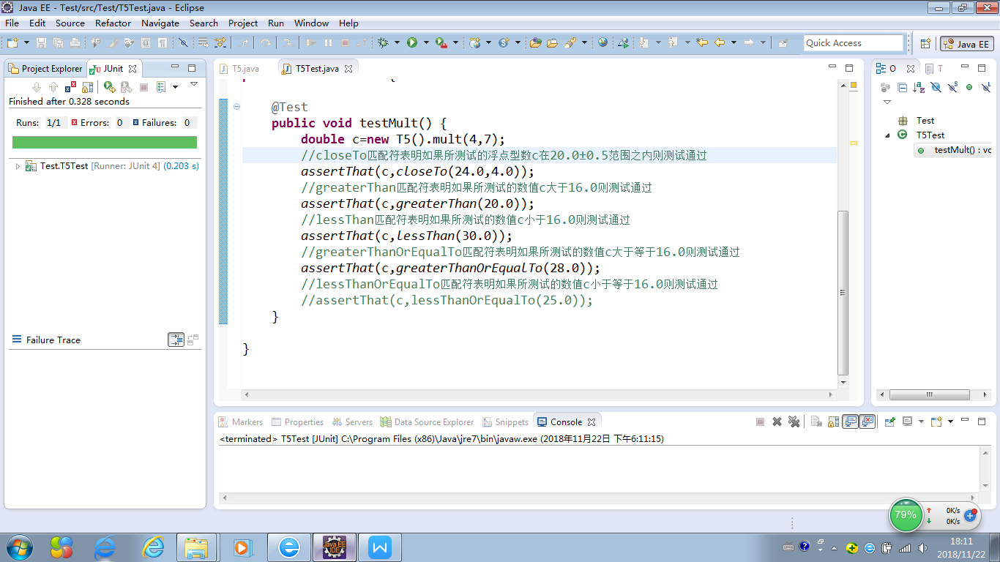 Java EE - Test/src/Test/T5Test.java - Eclipse
File Edit Source Refactor Navigate Search Project Run Window Help
Quick Access
Java EE
Project Explorer JUnit
Finished after 0.328 seconds
Runs: 1/1 Errors: 0 Failures: 0
Test.T5Test [Runner: JUnit 4] (0.203 s)
Failure Trace
T5.java T5Test.java
@Test
public void testMult() {
double c=new T5().mult(4,7);
//closeTo匹配符表明如果所测试的浮点型数c在20.0±0.5范围之内则测试通过
assertThat(c,closeTo(24.0,4.0));
//greaterThan匹配符表明如果所测试的数值c大于16.0则测试通过
assertThat(c,greaterThan(20.0));
//lessThan匹配符表明如果所测试的数值c小于16.0则测试通过
assertThat(c,lessThan(30.0));
//greaterThanOrEqualTo匹配符表明如果所测试的数值c大于等于16.0则测试通过
assertThat(c,greaterThanOrEqualTo(28.0));
//lessThanOrEqualTo匹配符表明如果所测试的数值c小于等于16.0则测试通过
//assertThat(c,lessThanOrEqualTo(25.0));
}
}
O T
Test
T5Test
testMult() : vo
Markers Properties Servers Data Source Explorer Snippets Console
<terminated> T5Test [JUnit] C:\Program Files (x86)\Java\jre7\bin\javaw.exe (2018年11月22日 下午6:11:15)
79%
0K/s
0K/s
Java EE
IDE
18:11
2018/11/22